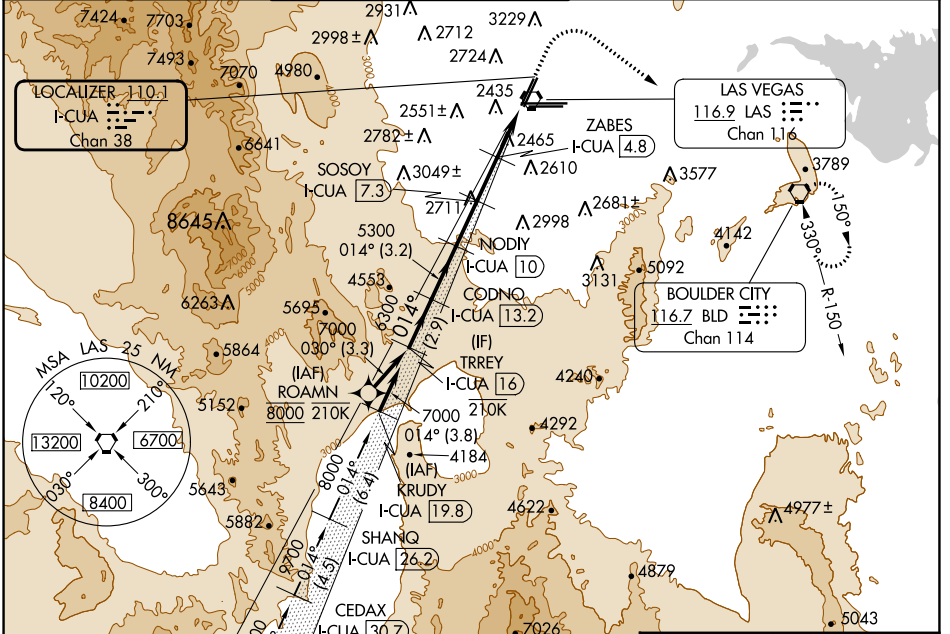 2931
7424
7703
3229
2998±
2712
7493
2724
7070
4980
LOCALIZER 110.1
I-CUA
Chan 38
2435
LAS VEGAS
116.9 LAS
Chan 116
2551±
ZABES
I-CUA 4.8
2782±
2465
6641
SOSOY
I-CUA 7.3
3049±
2610
3789
3577
2711
2681±
8645
2998
150°
5300
014° (3.2)
NODIY
I-CUA 10
4142
330°
5000
4553
3131
5092
R-150
6300
014°
CODNO
I-CUA 13.2
BOULDER CITY
116.7 BLD
Chan 114
6263
5695
7000
030° (3.3)
(2.9)
(IF)
TRREY
I-CUA 16
210K
5864
MSA LAS 25 NM
(IAF)
ROAMN
8000 210K
4240
10200
120°
210°
5152
7000
014° (3.8)
4292
13200
6700
3000
4184
3000
8000
014°
(6.4)
(IAF)
KRUDY
I-CUA 19.8
030°
300°
8400
5643
4622
4977±
5882
SHANQ
I-CUA 26.2
9700
014°
(4.5)
4000
4879
CEDAX
I-CUA 30.7
7026
5043